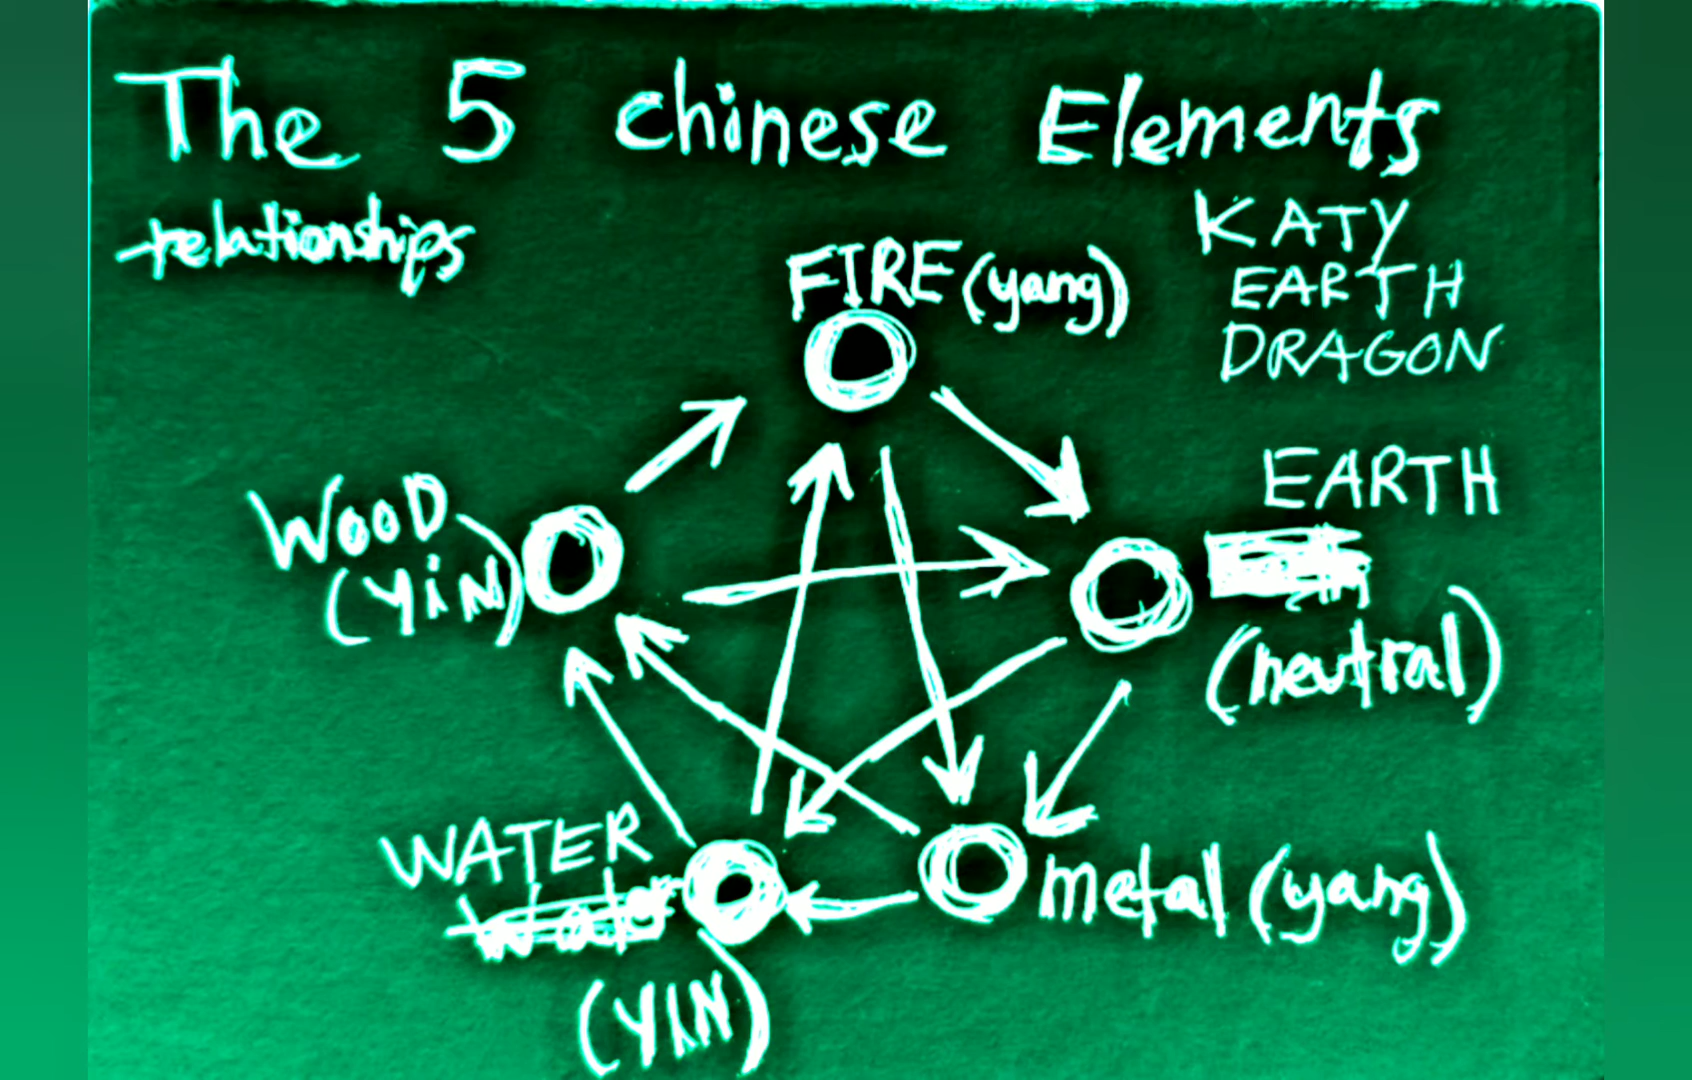 The 5 Chinese Elements
relationships
KATY
EARTH
DRAGON
FIRE (yang)
EARTH
(neutral)
WOOD
(YiN)
WATER
Water
(YIN)
metal (yang)